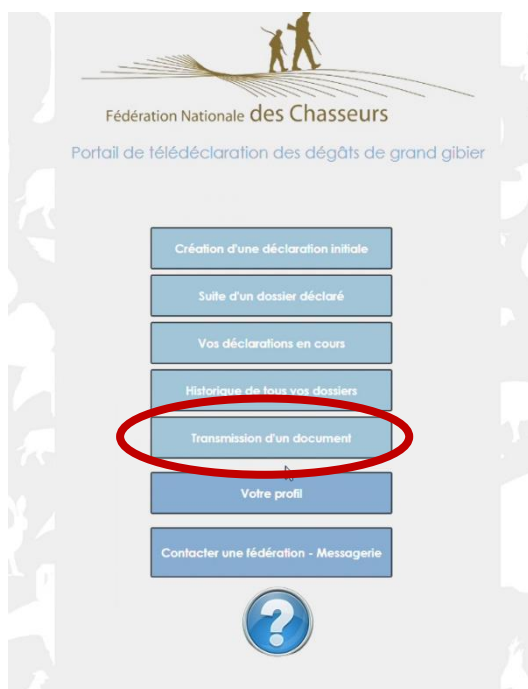 Fédération Nationale des Chasseurs
Portail de télédéclaration des dégâts de grand gibier
Création d'une déclaration initiale
Suite d'un dossier déclaré
Vos déclarations en cours
Historique de tous vos dossiers
Transmission d'un document
Votre profil
Contacter une fédération - Messagerie
?